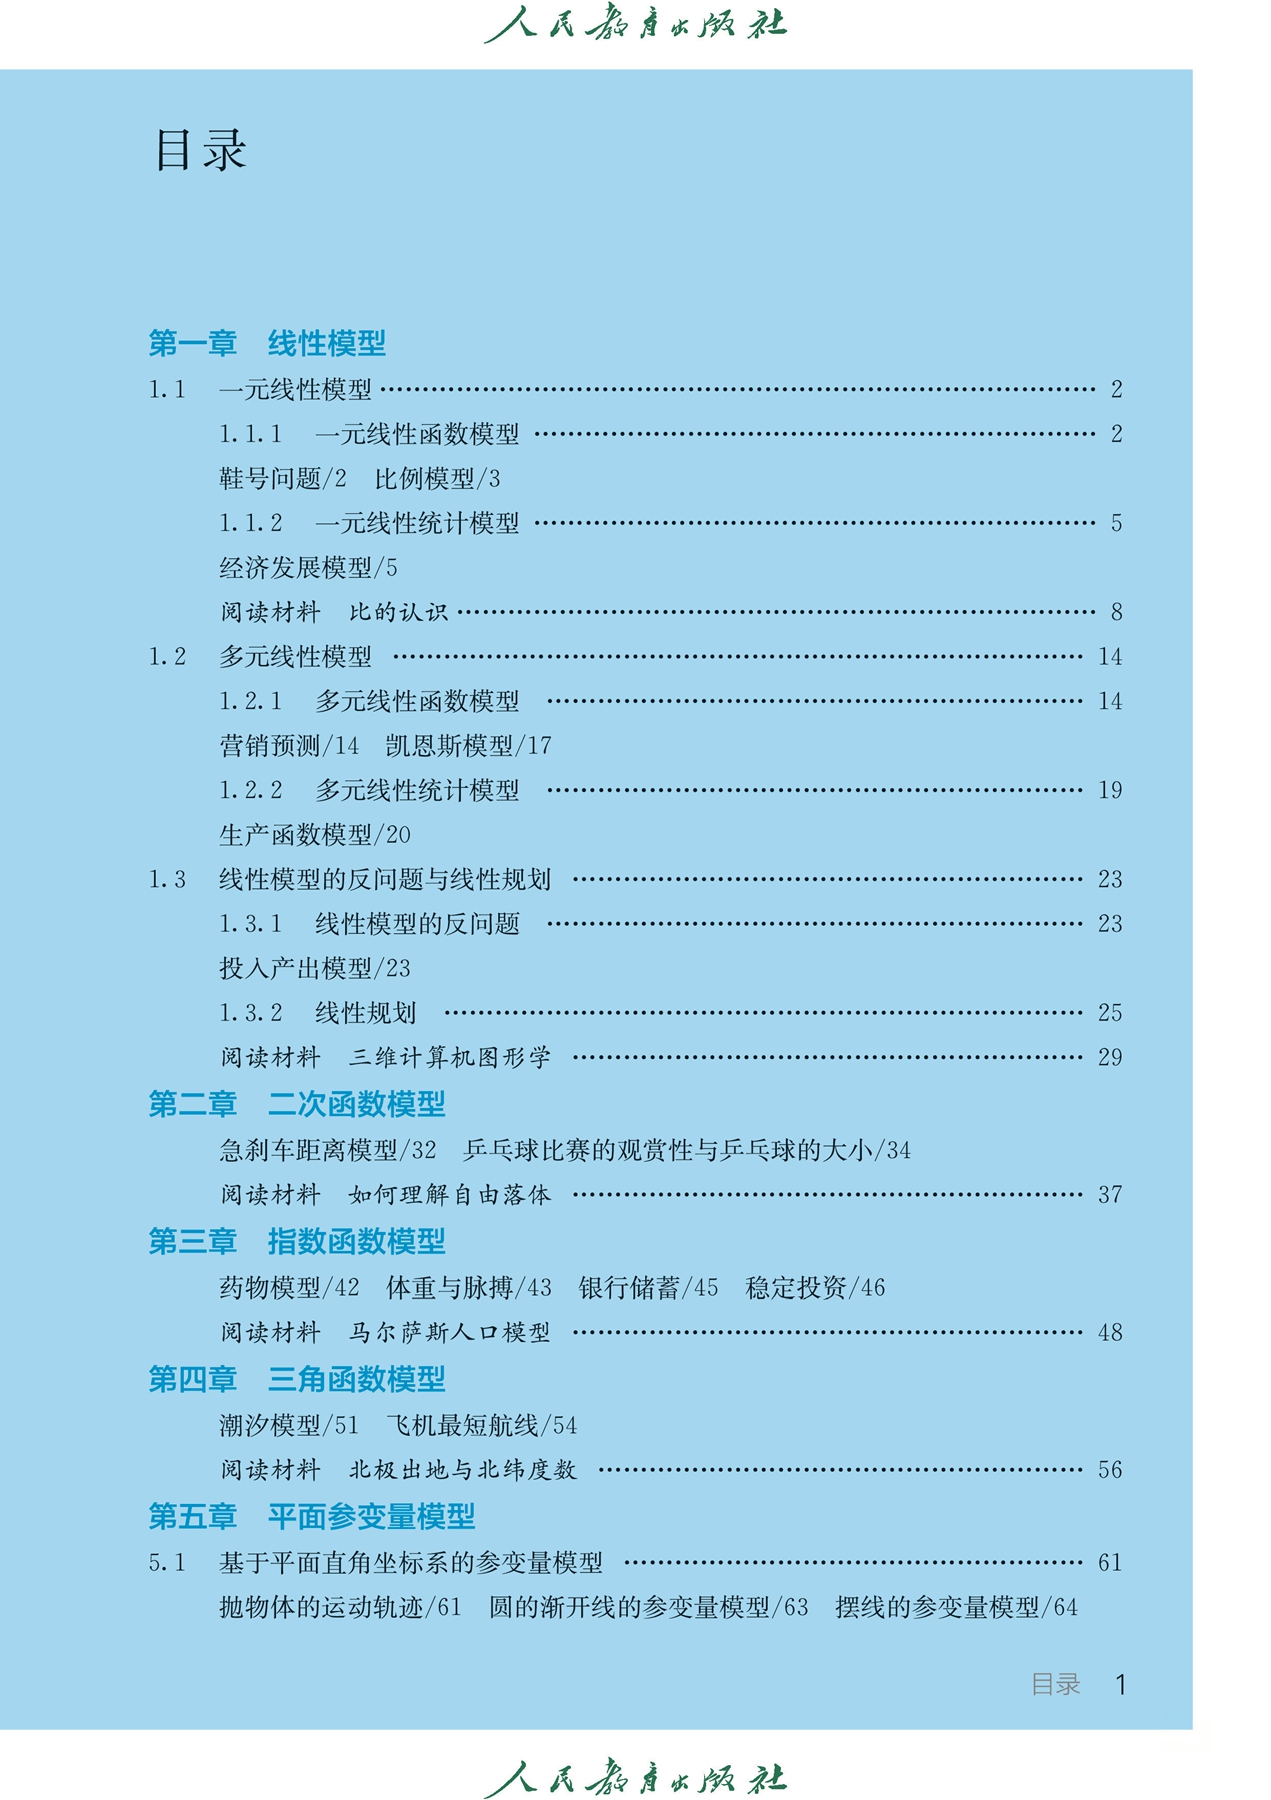 人民教育出版社
目录
第一章　线性模型
1.1　一元线性模型………………………………………… 2
1.1.1　一元线性函数模型………………………………………… 2
鞋号问题/2　比例模型/3
1.1.2　一元线性统计模型………………………………………… 5
经济发展模型/5
阅读材料　比的认识………………………………………… 8
1.2　多元线性模型………………………………………… 14
1.2.1　多元线性函数模型………………………………………… 14
营销预测/14　凯恩斯模型/17
1.2.2　多元线性统计模型………………………………………… 19
生产函数模型/20
1.3　线性模型的反问题与线性规划………………………………………… 23
1.3.1　线性模型的反问题………………………………………… 23
投入产出模型/23
1.3.2　线性规划………………………………………… 25
阅读材料　三维计算机图形学………………………………………… 29
第二章　二次函数模型
急刹车距离模型/32　乒乓球比赛的观赏性与乒乓球的大小/34
阅读材料　如何理解自由落体………………………………………… 37
第三章　指数函数模型
药物模型/42　体重与脉搏/43　银行储蓄/45　稳定投资/46
阅读材料　马尔萨斯人口模型………………………………………… 48
第四章　三角函数模型
潮汐模型/51　飞机最短航线/54
阅读材料　北极出地与北纬度数………………………………………… 56
第五章　平面参变量模型
5.1　基于平面直角坐标系的参变量模型………………………………………… 61
抛物体的运动轨迹/61　圆的渐开线的参变量模型/63　摆线的参变量模型/64
目录　1
人民教育出版社